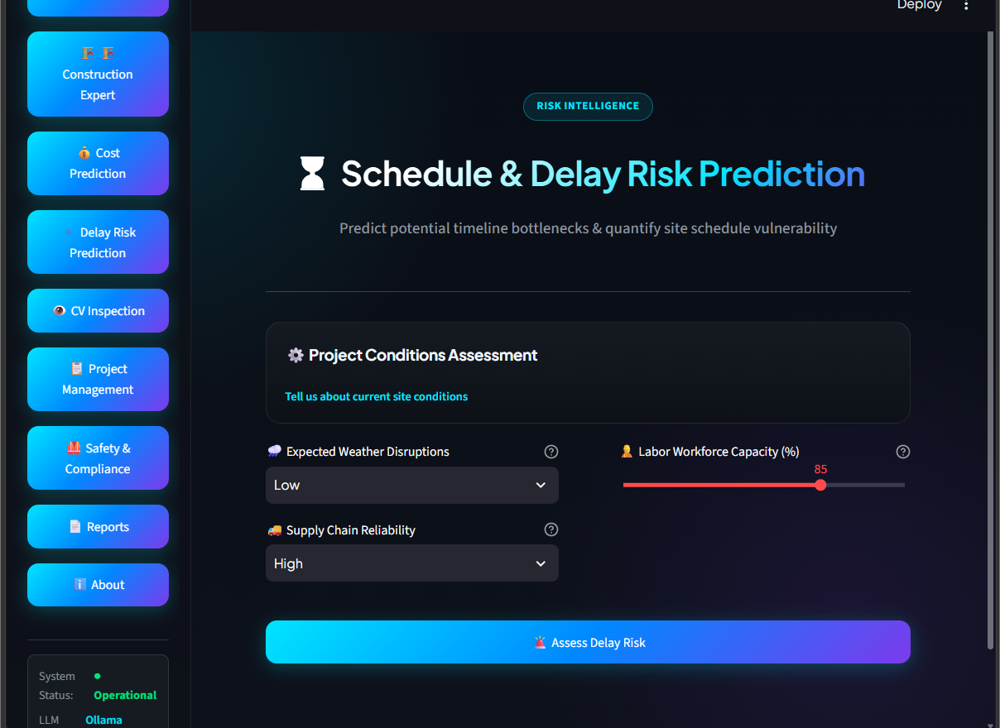 Deploy
Construction
Expert
Cost
Prediction
Delay Risk
Prediction
CV Inspection
Project
Management
Safety &
Compliance
Reports
About
System
Status:
Operational
LLM
Ollama
RISK INTELLIGENCE
Schedule & Delay Risk Prediction
Predict potential timeline bottlenecks & quantify site schedule vulnerability
Project Conditions Assessment
Tell us about current site conditions
Expected Weather Disruptions
Low
Labor Workforce Capacity (%)
85
Supply Chain Reliability
High
Assess Delay Risk